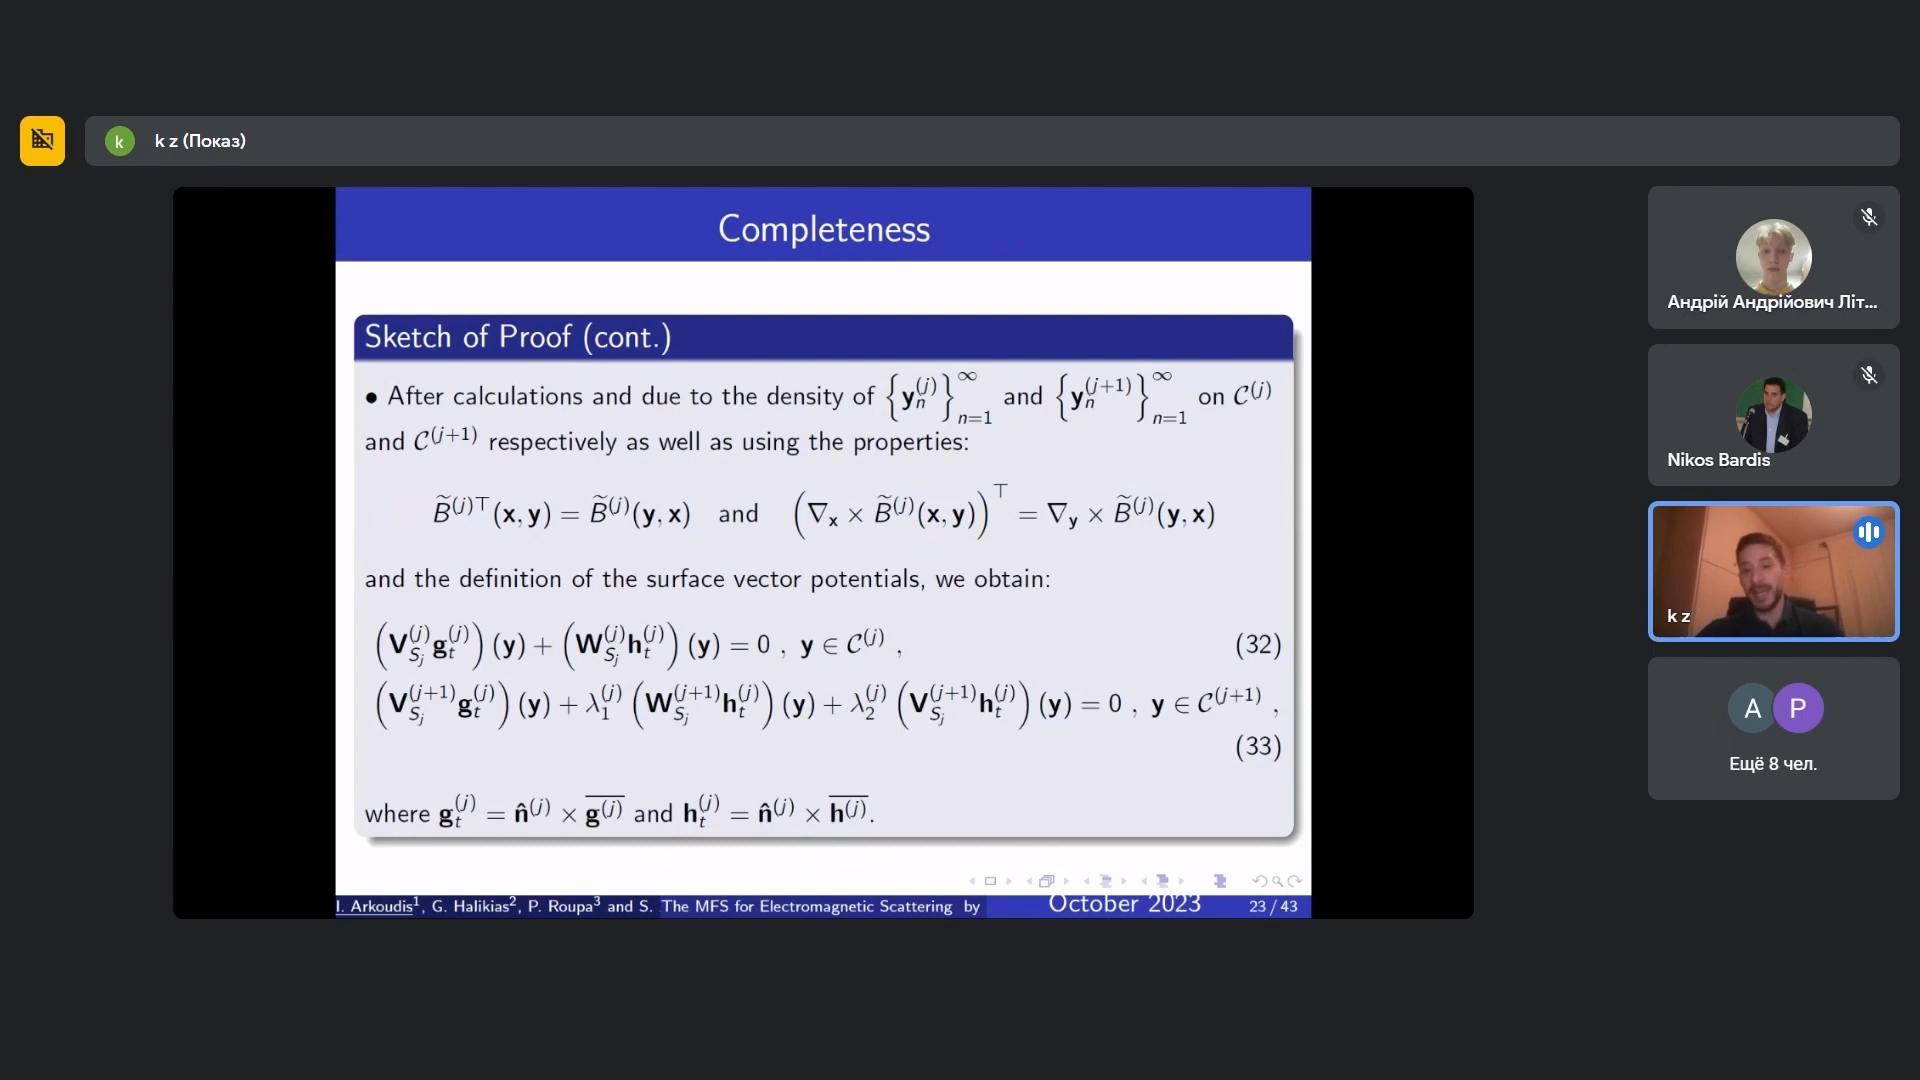 k
k z (Показ)
Completeness
Sketch of Proof (cont.)
• After calculations and due to the density of {y_n^{(j)}}_{n=1}^∞ and {y_n^{(j+1)}}_{n=1}^∞ on 𝒞^{(j)}
and 𝒞^{(j+1)} respectively as well as using the properties:
B̃^{(j)⊤}(x, y) = B̃^{(j)}(y, x) and (∇_x × B̃^{(j)}(x, y))^⊤ = ∇_y × B̃^{(j)}(y, x)
and the definition of the surface vector potentials, we obtain:
(V_{S_j}^{(j)} g_t^{(j)}) (y) + (W_{S_j}^{(j)} h_t^{(j)}) (y) = 0 , y ∈ 𝒞^{(j)} , (32)
(V_{S_j}^{(j+1)} g_t^{(j)}) (y) + λ_1^{(j)} (W_{S_j}^{(j+1)} h_t^{(j)}) (y) + λ_2^{(j)} (V_{S_j}^{(j+1)} h_t^{(j)}) (y) = 0 , y ∈ 𝒞^{(j+1)} ,
(33)
where g_t^{(j)} = n̂^{(j)} × \overline{g^{(j)}} and h_t^{(j)} = n̂^{(j)} × \overline{h^{(j)}}.
I. Arkoudis¹, G. Halikias², P. Roupa³ and S. The MFS for Electromagnetic Scattering by October 2023 23 / 43
Андрій Андрійович Літ...
Nikos Bardis
k z
A P
Ещё 8 чел.